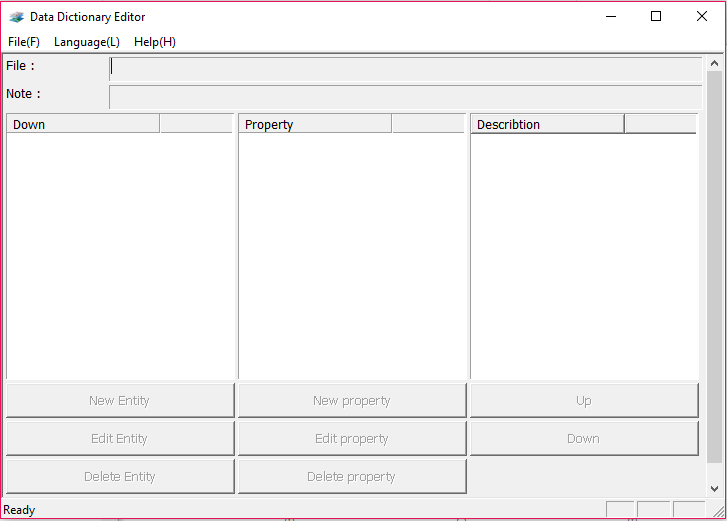 Data Dictionary Editor
File(F) Language(L) Help(H)
File :
Note :
Down Property Describtion
New Entity New property Up
Edit Entity Edit property Down
Delete Entity Delete property
Ready